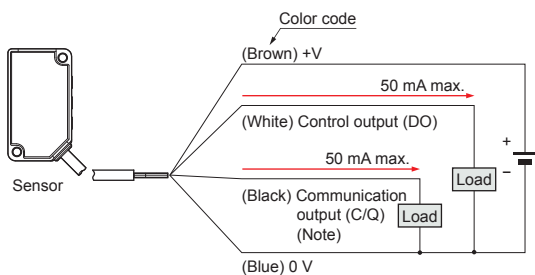 Color code
(Brown) +V
50 mA max.
(White) Control output (DO)
+
−
50 mA max.
Load
Sensor
(Black) Communication
output (C/Q)
Load
(Note)
(Blue) 0 V